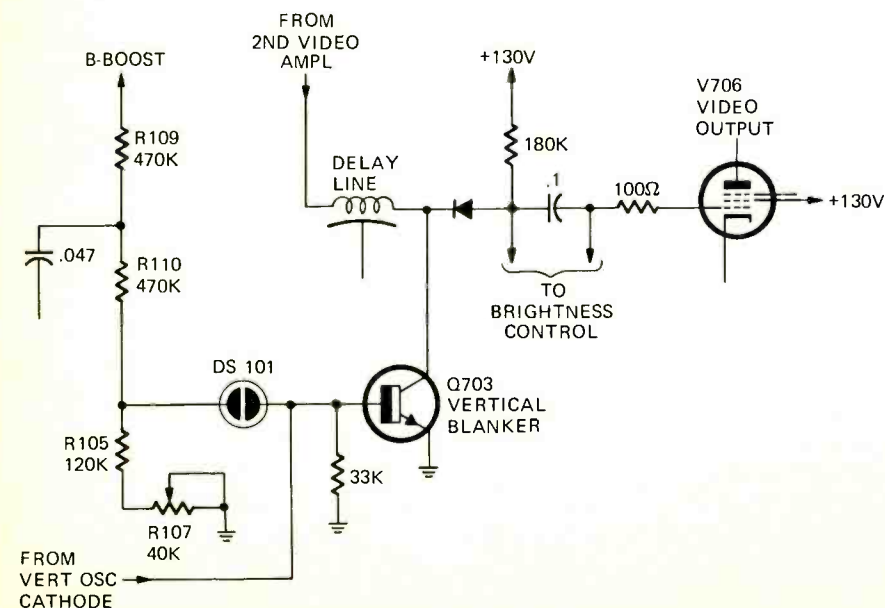 FROM
2ND VIDEO
AMPL
B-BOOST
+130V
V706
VIDEO
OUTPUT
R109
470K
180K
DELAY
LINE
.1
100Ω
+130V
.047
R110
470K
TO
BRIGHTNESS
CONTROL
DS 101
Q703
VERTICAL
BLANKER
R105
120K
33K
R107
40K
FROM
VERT OSC
CATHODE